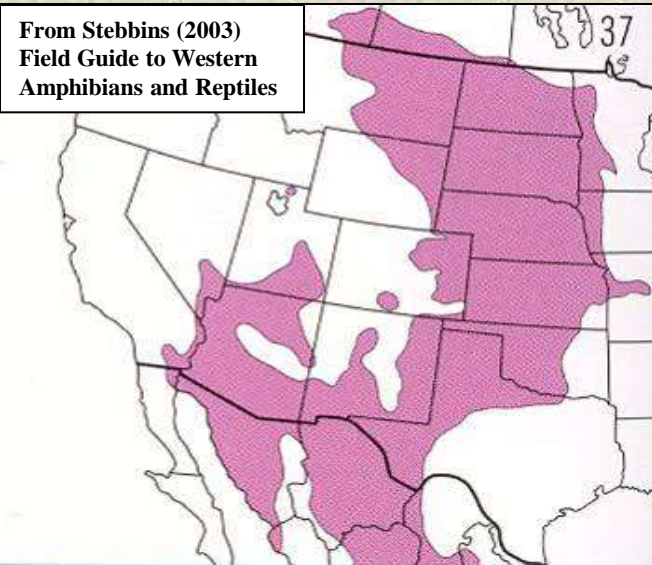 From Stebbins (2003)
Field Guide to Western
Amphibians and Reptiles
37